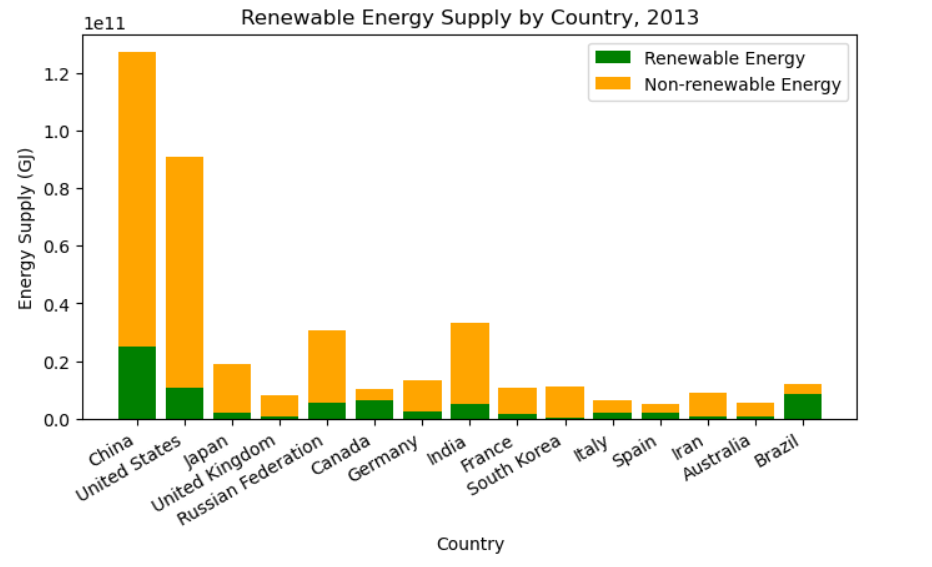 Renewable Energy Supply by Country, 2013
1e11
Renewable Energy
Non-renewable Energy
1.2
1.0
0.8
0.6
0.4
0.2
0.0
Energy Supply (GJ)
China
United States
Japan
United Kingdom
Russian Federation
Canada
Germany
India
France
South Korea
Italy
Spain
Iran
Australia
Brazil
Country